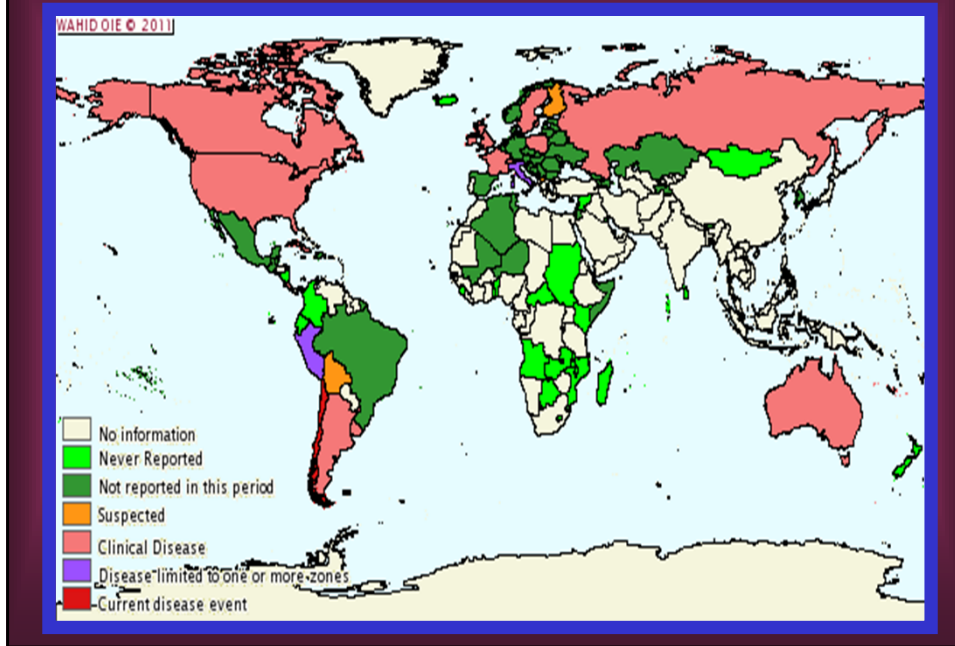 WAHID OIE © 2011
No information
Never Reported
Not reported in this period
Suspected
Clinical Disease
Disease limited to one or more zones
Current disease event